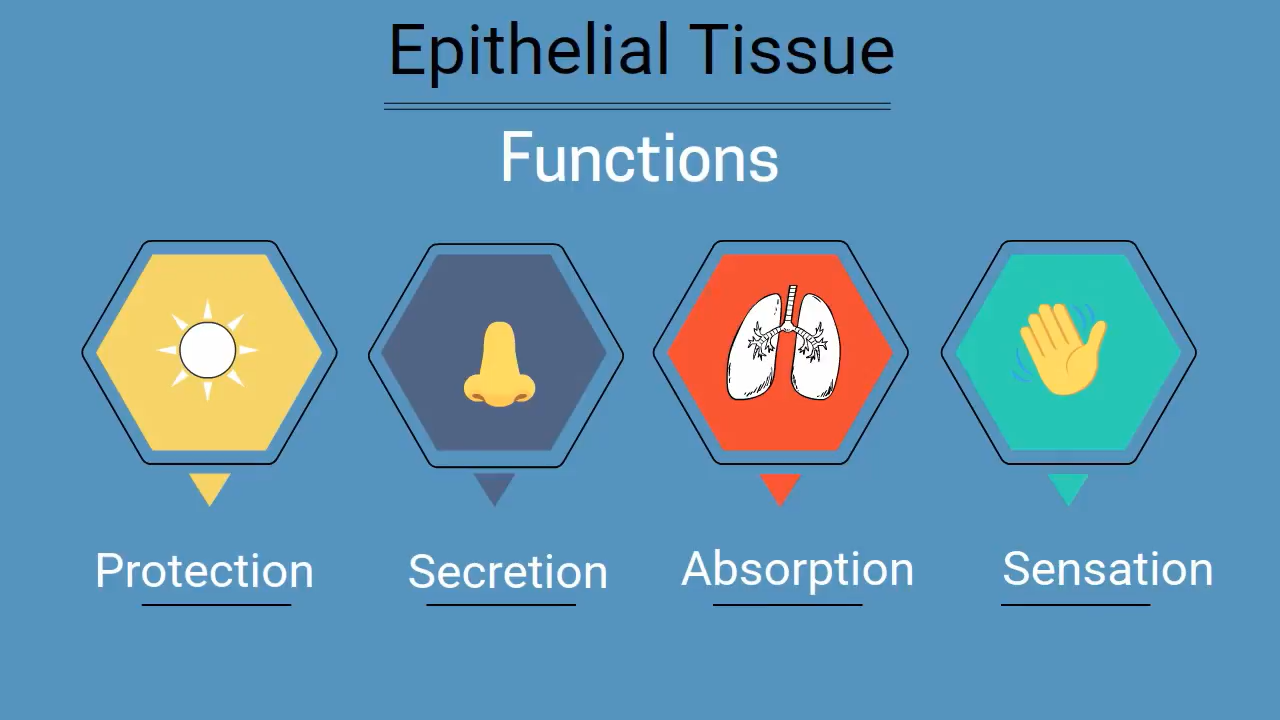 Epithelial Tissue
Functions
Protection
Secretion
Absorption
Sensation